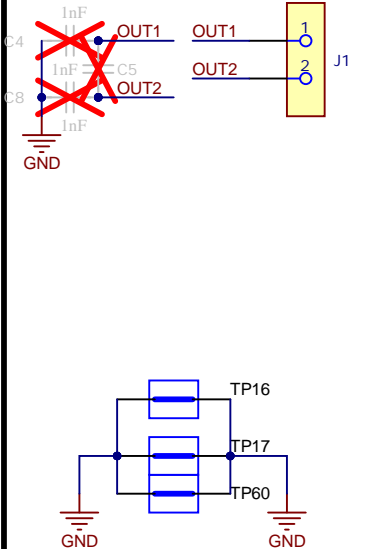 1nF
C4
OUT1
OUT1
1
J1
1nF
C5
OUT2
2
C8
OUT2
1nF
GND
TP16
TP17
TP60
GND
GND